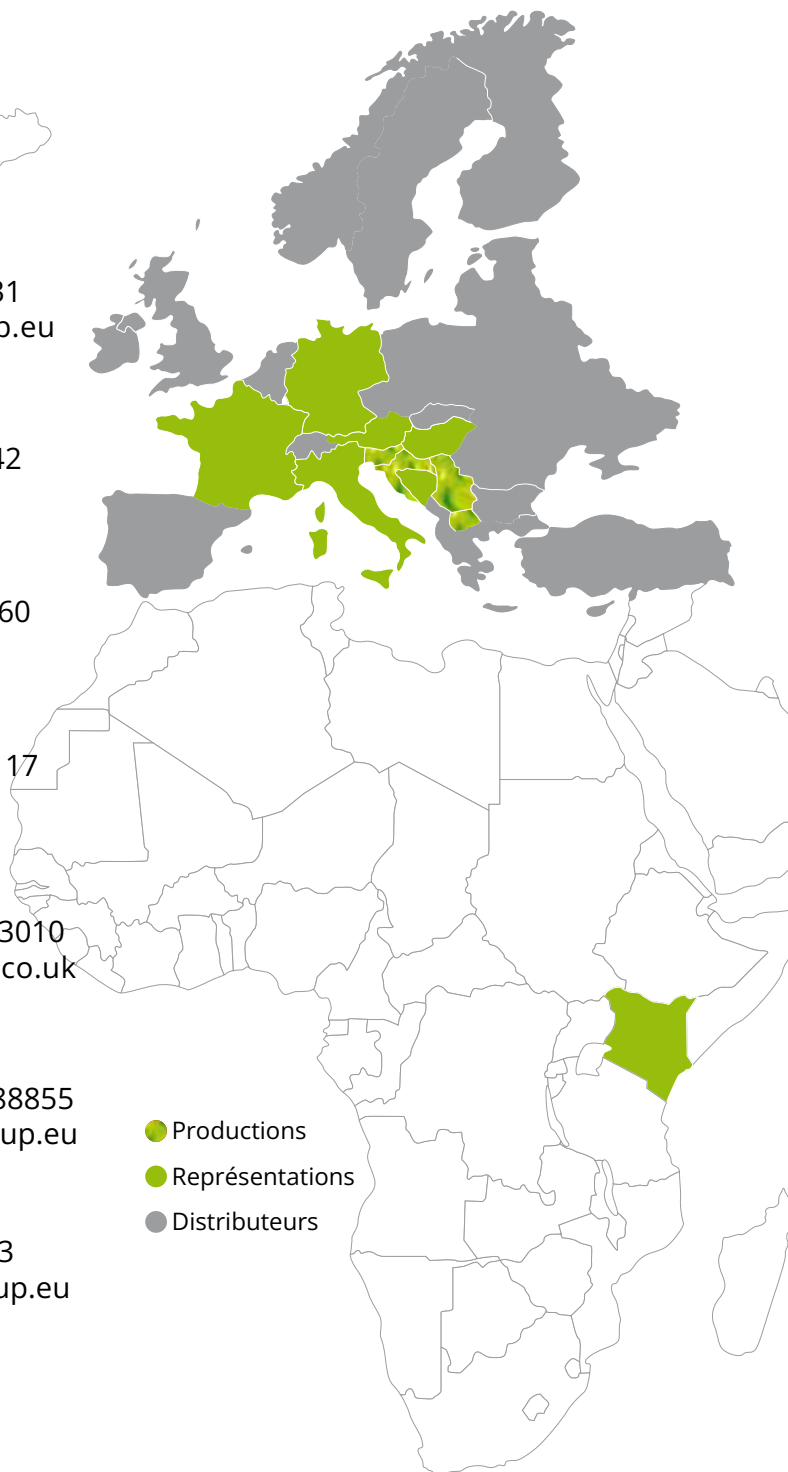 31
p.eu
42
60
17
3010
co.uk
38855
up.eu
3
up.eu
Productions
Représentations
Distributeurs